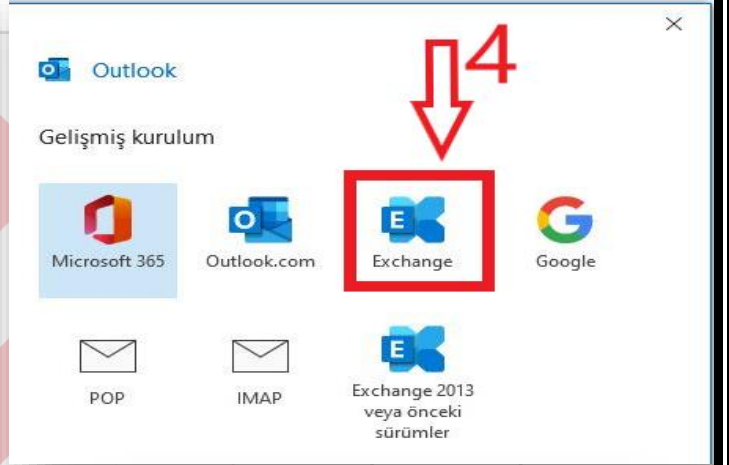 Outlook
4
Gelişmiş kurulum
Microsoft 365
Outlook.com
Exchange
Google
POP
IMAP
Exchange 2013
veya önceki
sürümler